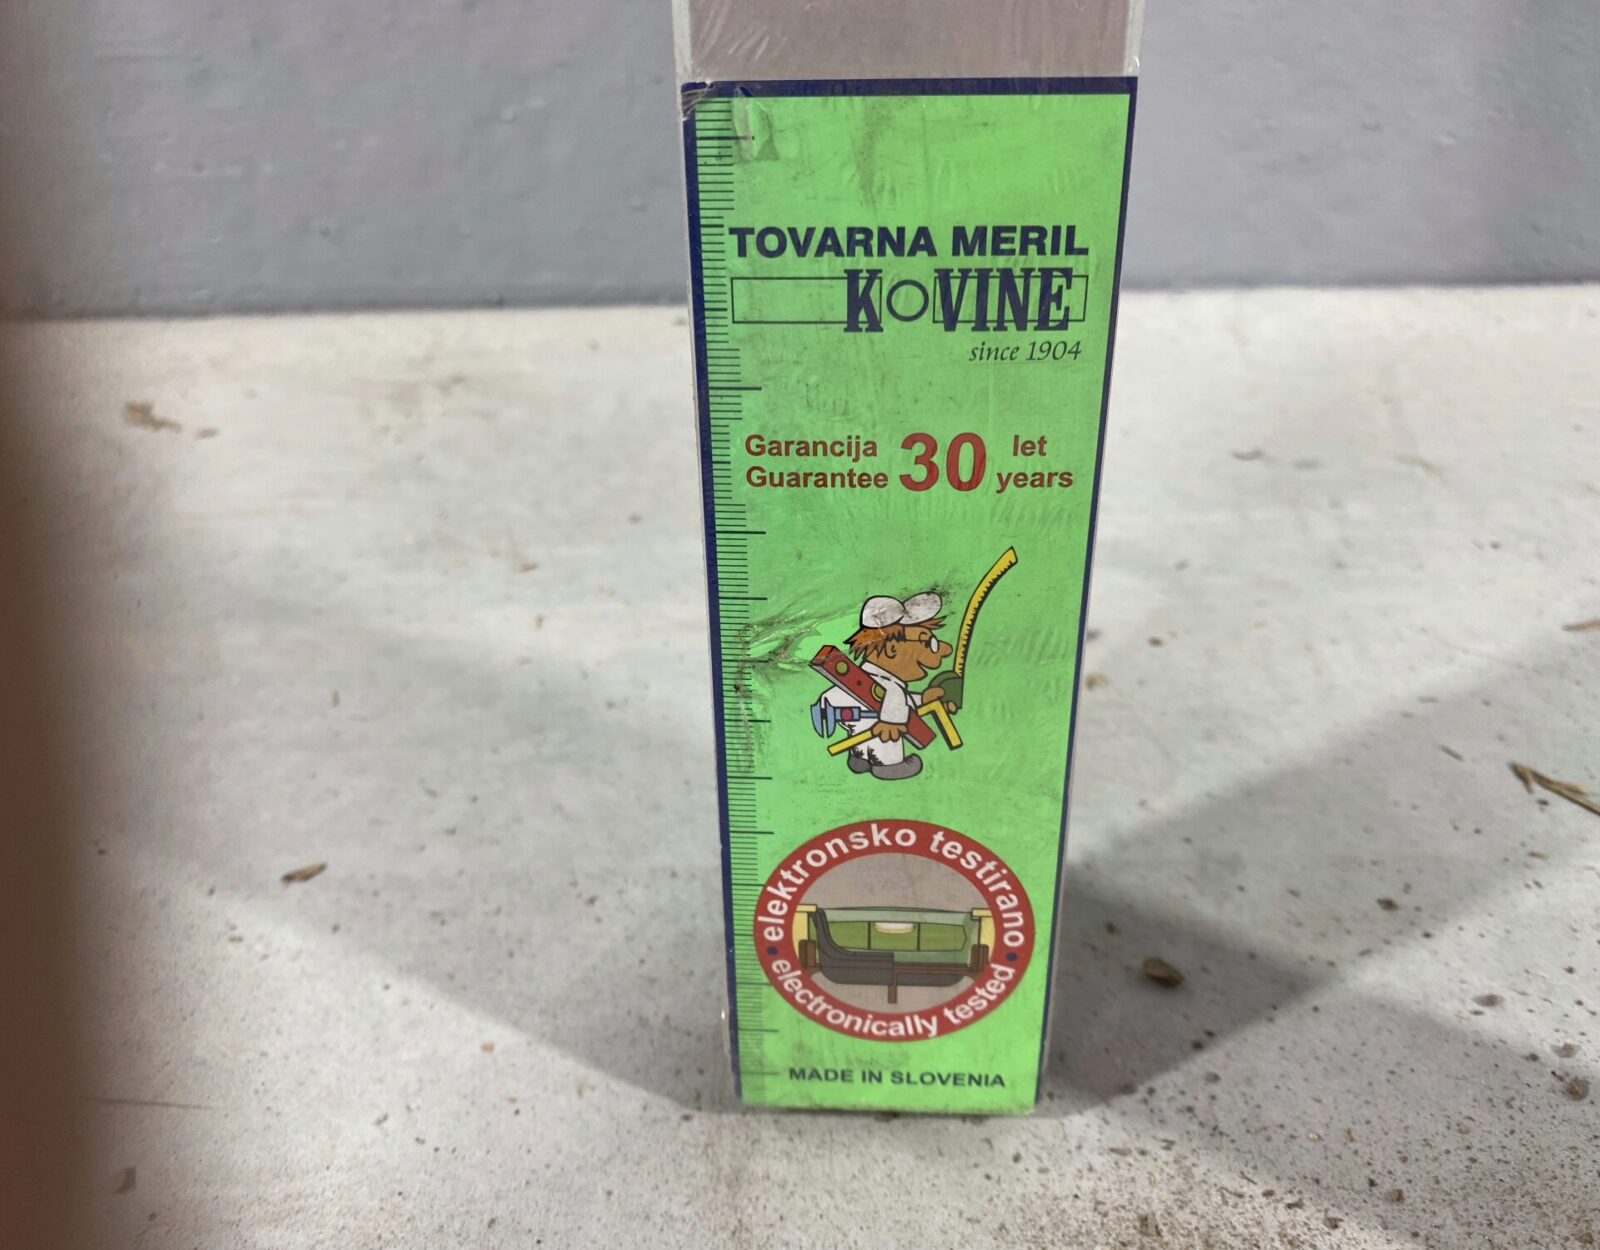 TOVARNA MERIL
KOVINE
since 1904
Garancija 30 let
Guarantee years
elektronsko testirano
electronically tested
MADE IN SLOVENIA